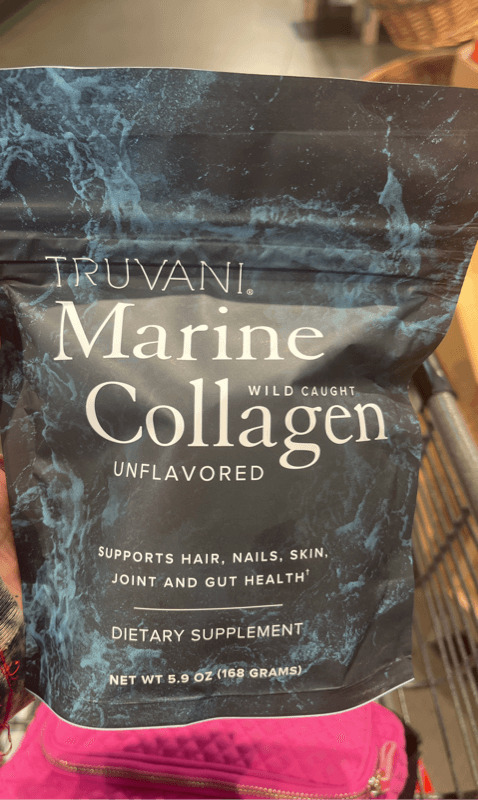 TRUVANI®
Marine
WILD CAUGHT
Collagen
UNFLAVORED
SUPPORTS HAIR, NAILS, SKIN,
JOINT AND GUT HEALTH†
DIETARY SUPPLEMENT
NET WT 5.9 OZ (168 GRAMS)